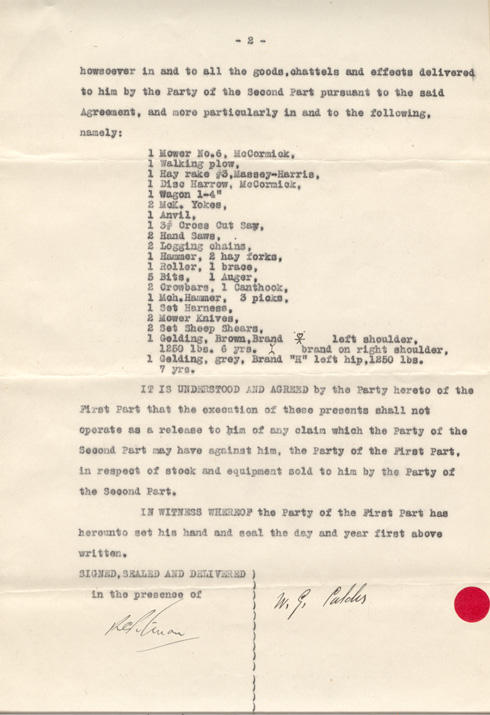 - 2 -
howsoever in and to all the goods,chattels and effects delivered
to him by the Party of the Second Part pursuant to the said
Agreement, and more particularly in and to the following,
namely:
1 Mower No.6, McCormick,
1 Walking plow,
1 Hay rake #3,Massey-Harris,
1 Disc Harrow, McCormick,
1 Wagon 1-4"
2 McK. Yokes,
1 Anvil,
1 3# Cross Cut Saw,
2 Hand Saws,
2 Logging chains,
1 Hammer, 2 hay forks,
1 Roller, 1 brace,
5 Bits, 1 Auger,
2 Crowbars, 1 Canthook,
1 Mch.Hammer, 3 picks,
1 Set Harness,
2 Mower Knives,
2 Set Sheep Shears,
1 Gelding, Brown,Brand left shoulder,
1250 lbs. 6 yrs. brand on right shoulder,
1 Gelding, grey, Brand "H" left hip,1250 lbs.
7 yrs.
IT IS UNDERSTOOD AND AGREED by the Party hereto of the
First Part that the execution of these presents shall not
operate as a release to him of any claim which the Party of the
Second Part may have against him, the Party of the First Part,
in respect of stock and equipment sold to him by the Party of
the Second Part.
IN WITNESS WHEREOF the Party of the First Part has
hereunto set his hand and seal the day and year first above
written.
SIGNED,SEALED AND DELIVERED )
in the presence of
W. G.